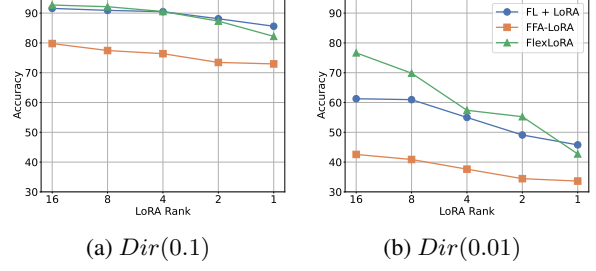 90
80
70
60
50
40
30
Accuracy
16
8
4
2
1
LoRA Rank
(a) Dir(0.1)
90
80
70
60
50
40
30
Accuracy
16
8
4
2
1
LoRA Rank
FL + LoRA
FFA-LoRA
FlexLoRA
(b) Dir(0.01)